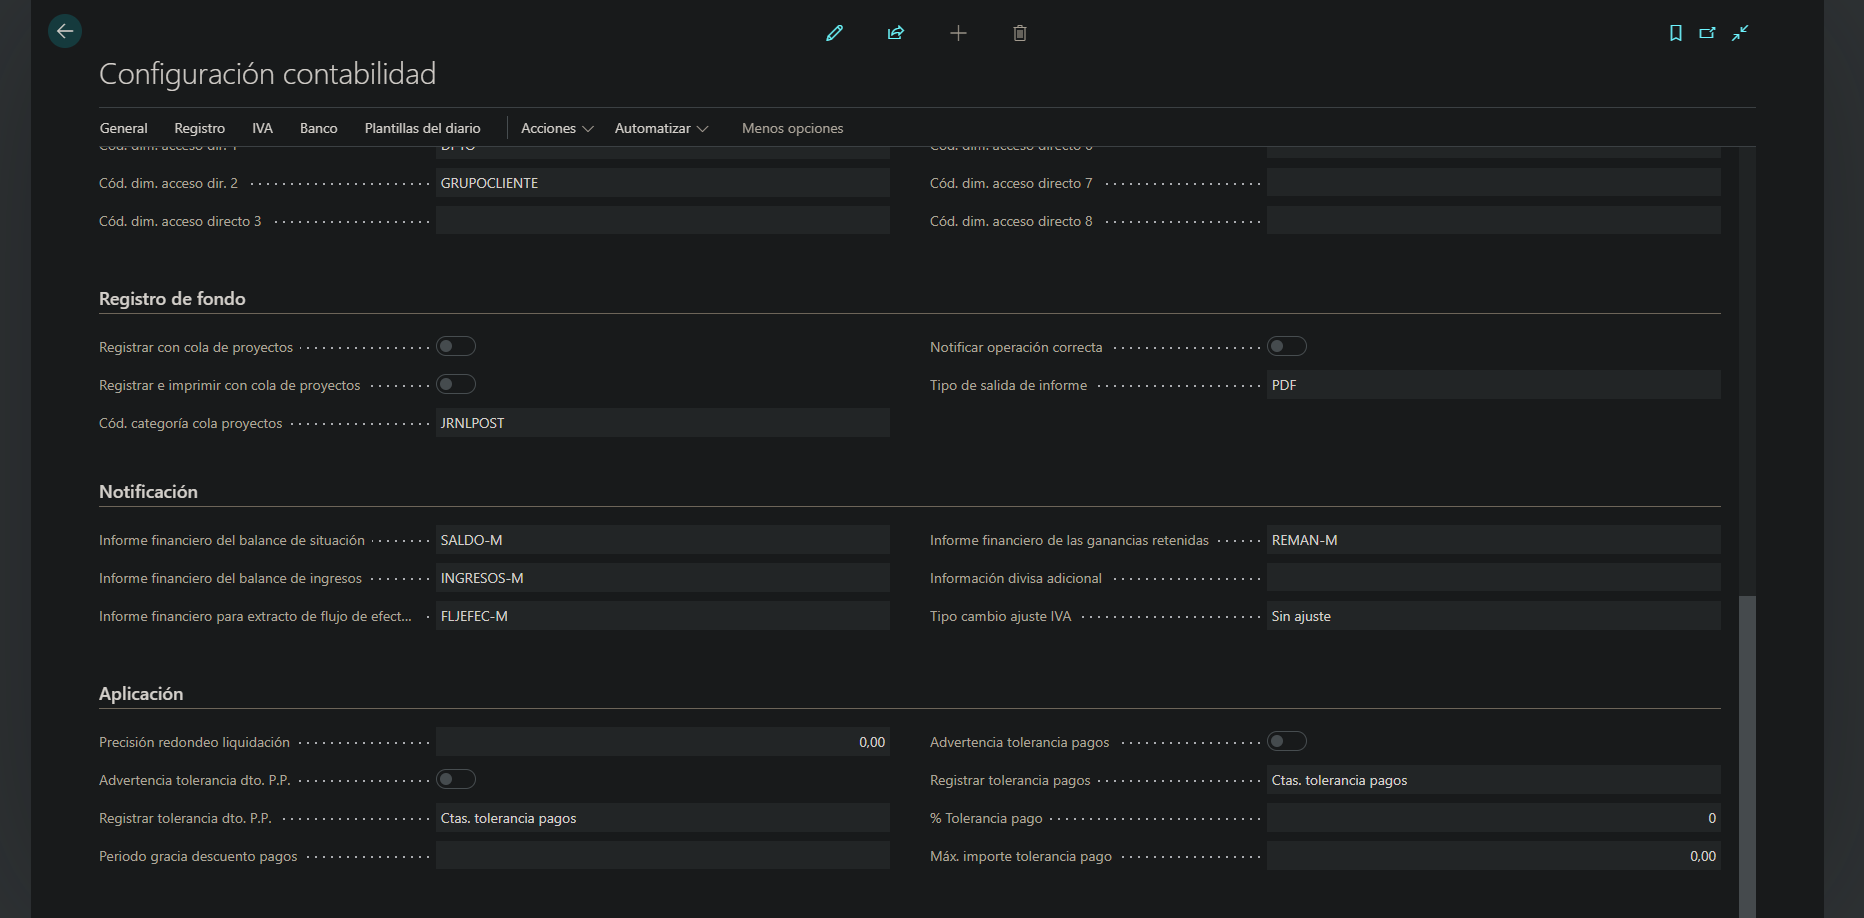 Configuración contabilidad
General Registro IVA Banco Plantillas del diario Acciones Automatizar Menos opciones
Cód. dim. acceso dir. 2 GRUPOCLIENTE Cód. dim. acceso directo 7
Cód. dim. acceso directo 3 Cód. dim. acceso directo 8
Registro de fondo
Registrar con cola de proyectos Notificar operación correcta
Registrar e imprimir con cola de proyectos Tipo de salida de informe PDF
Cód. categoría cola proyectos JRNLPOST
Notificación
Informe financiero del balance de situación SALDO-M Informe financiero de las ganancias retenidas REMAN-M
Informe financiero del balance de ingresos INGRESOS-M Información divisa adicional
Informe financiero para extracto de flujo de efect... FLJEFEC-M Tipo cambio ajuste IVA Sin ajuste
Aplicación
Precisión redondeo liquidación 0,00 Advertencia tolerancia pagos
Advertencia tolerancia dto. P.P. Registrar tolerancia pagos Ctas. tolerancia pagos
Registrar tolerancia dto. P.P. Ctas. tolerancia pagos % Tolerancia pago 0
Periodo gracia descuento pagos Máx. importe tolerancia pago 0,00